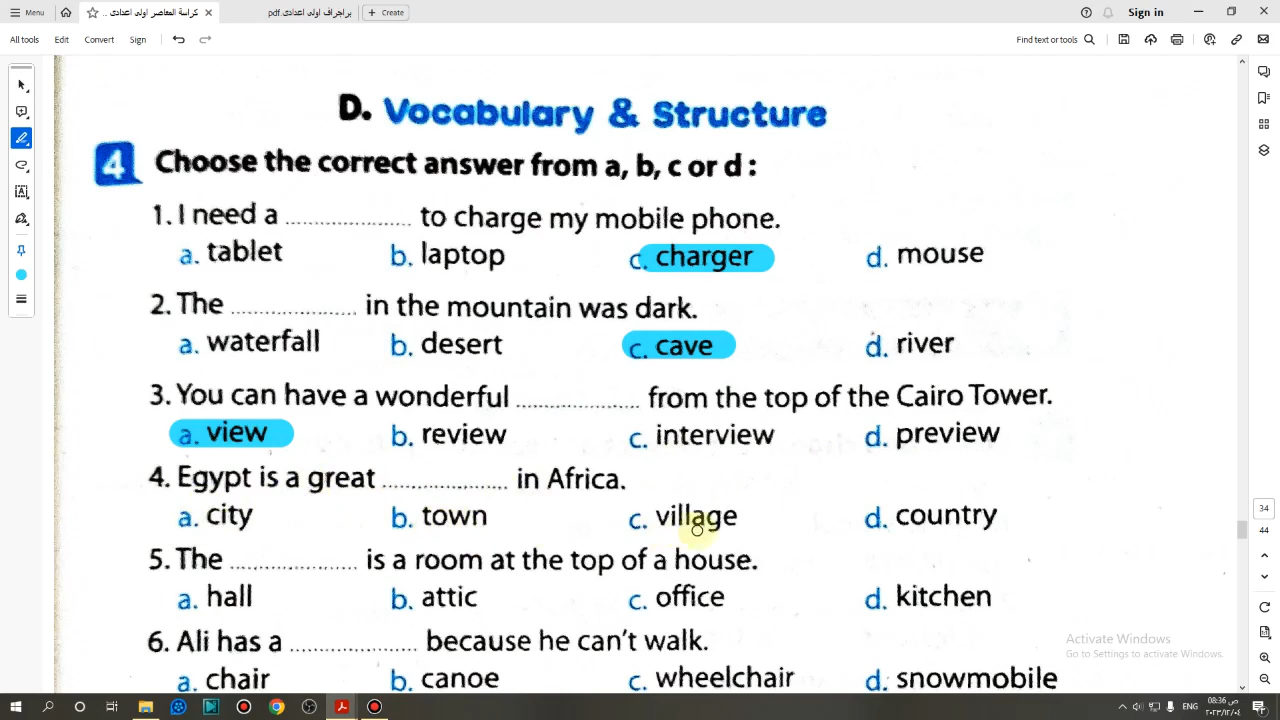 Menu
كراسة المعاصر اولى اعدادى ..
براجراف اولى اعدادى.pdf
Create
Sign in
All tools Edit Convert Sign
Find text or tools
D. Vocabulary & Structure
4 Choose the correct answer from a, b, c or d :
1. I need a .................... to charge my mobile phone.
a. tablet b. laptop c. charger d. mouse
2. The .................... in the mountain was dark.
a. waterfall b. desert c. cave d. river
3. You can have a wonderful .................... from the top of the Cairo Tower.
a. view b. review c. interview d. preview
4. Egypt is a great .................... in Africa.
a. city b. town c. village d. country
5. The .................... is a room at the top of a house.
a. hall b. attic c. office d. kitchen
6. Ali has a .................... because he can't walk.
a. chair b. canoe c. wheelchair d. snowmobile
34
44
Activate Windows
Go to Settings to activate Windows.
ENG
08:36 ص
٢٠٢٣/١٢/٠٤